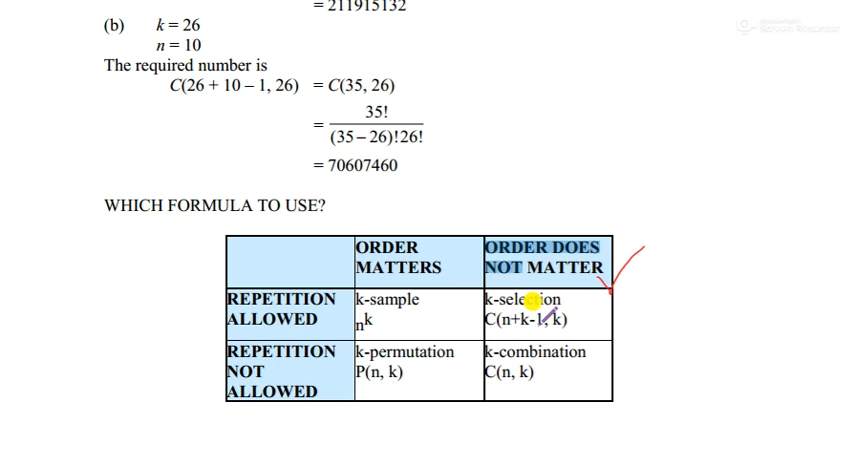 = 211915132
(b) k = 26
n = 10
The required number is
C(26 + 10 – 1, 26) = C(35, 26)
= 35!
(35 – 26)!26!
= 70607460
WHICH FORMULA TO USE?
ORDER MATTERS
ORDER DOES NOT MATTER
REPETITION ALLOWED
k-sample
nk
k-selection
C(n+k-1, k)
REPETITION NOT ALLOWED
k-permutation
P(n, k)
k-combination
C(n, k)
Screen Recorder